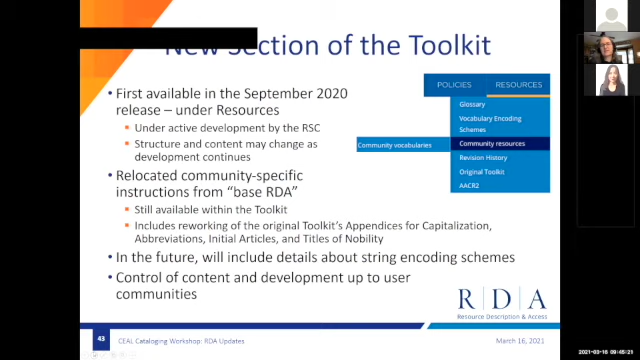 New Section of the Toolkit
• First available in the September 2020
release – under Resources
▪ Under active development by the RSC
▪ Structure and content may change as
development continues
• Relocated community-specific
instructions from “base RDA”
▪ Still available within the Toolkit
▪ Includes reworking of the original Toolkit’s Appendices for Capitalization,
Abbreviations, Initial Articles, and Titles of Nobility
• In the future, will include details about string encoding schemes
• Control of content and development up to user
communities
POLICIES RESOURCES
Glossary
Vocabulary Encoding
Schemes
Community vocabularies Community resources
Revision History
Original Toolkit
AACR2
R D A
Resource Description & Access
43 CEAL Cataloging Workshop: RDA Updates March 16, 2021
2021-03-16 09:45:21